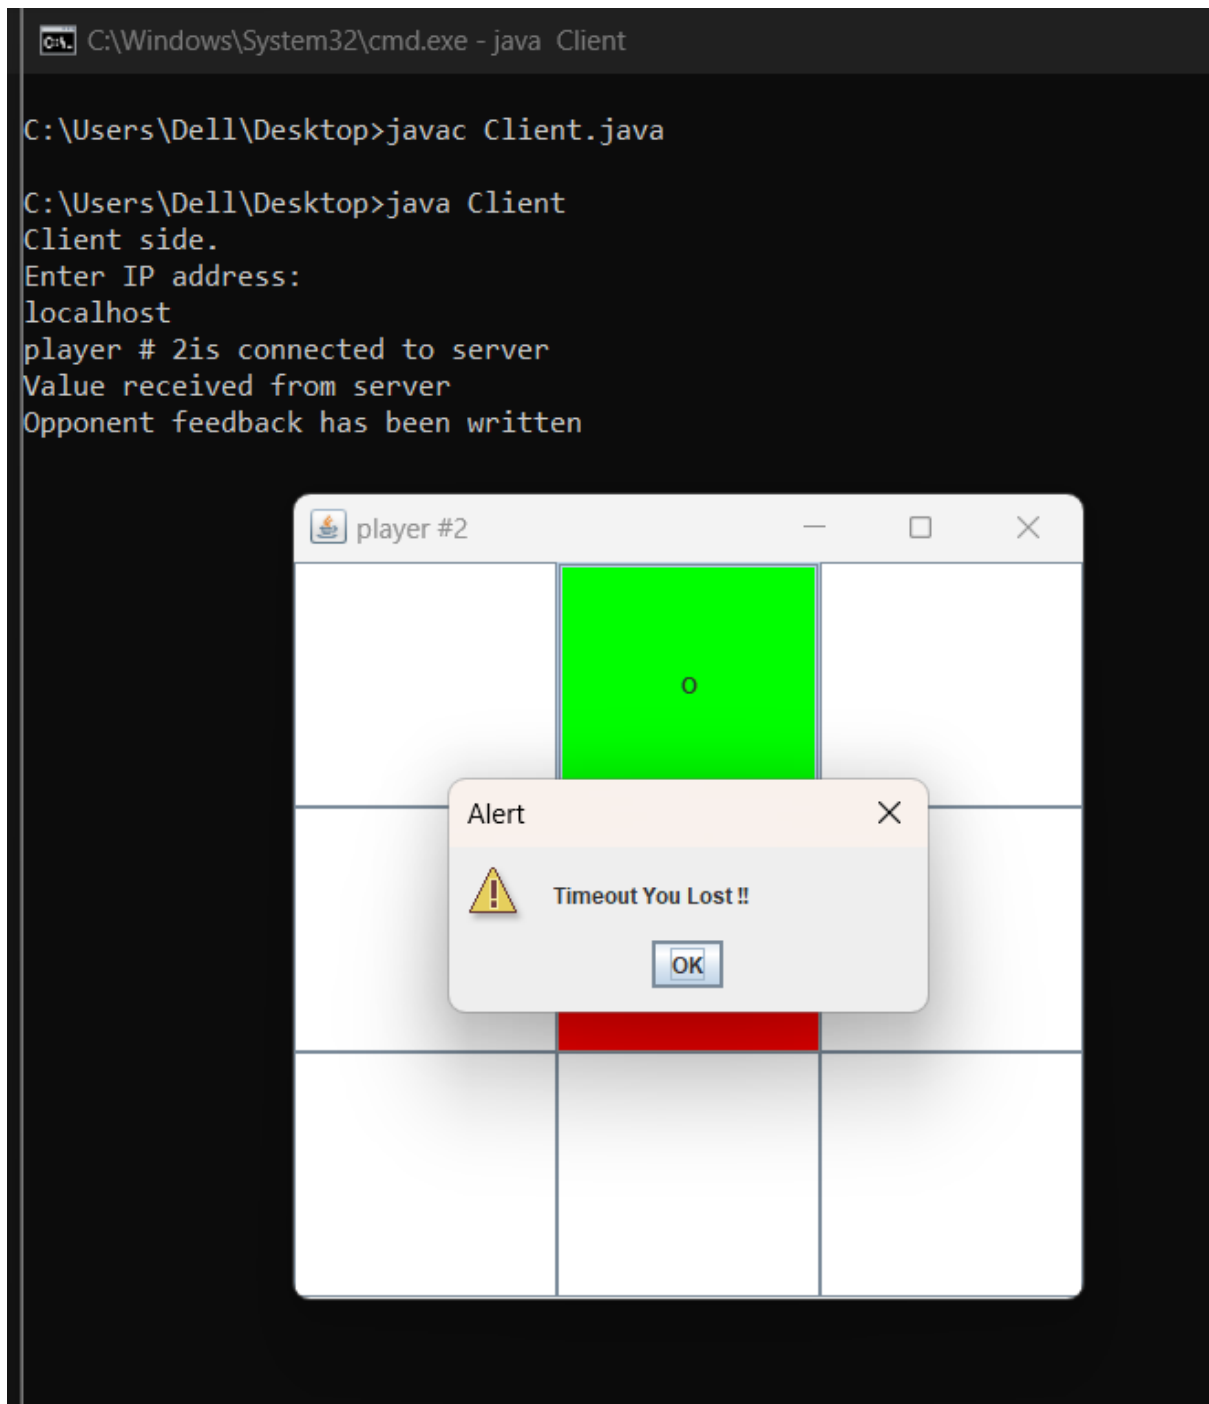 C:\Windows\System32\cmd.exe - java  Client
C:\Users\Dell\Desktop>javac Client.java
C:\Users\Dell\Desktop>java Client
Client side.
Enter IP address:
localhost
player # 2is connected to server
Value received from server
Opponent feedback has been written
player #2
O
Alert
Timeout You Lost !!
OK